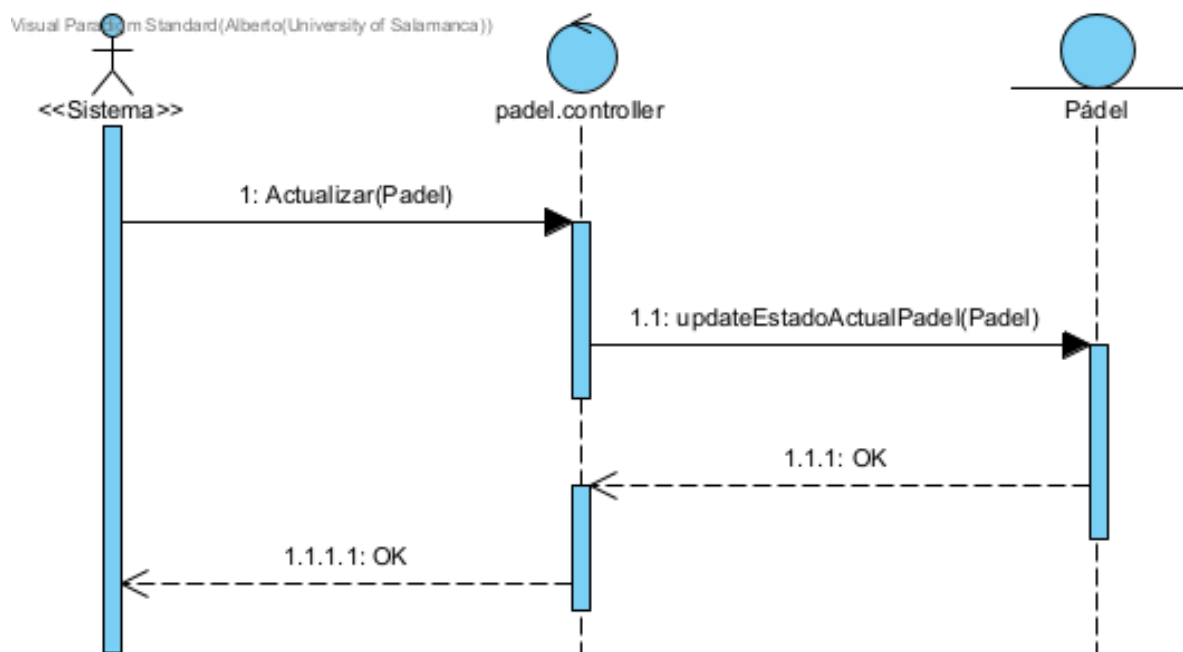 Visual Paradigm Standard(Alberto(University of Salamanca))
<<Sistema>>
padel.controller
Pádel
1: Actualizar(Padel)
1.1: updateEstadoActualPadel(Padel)
1.1.1: OK
1.1.1.1: OK